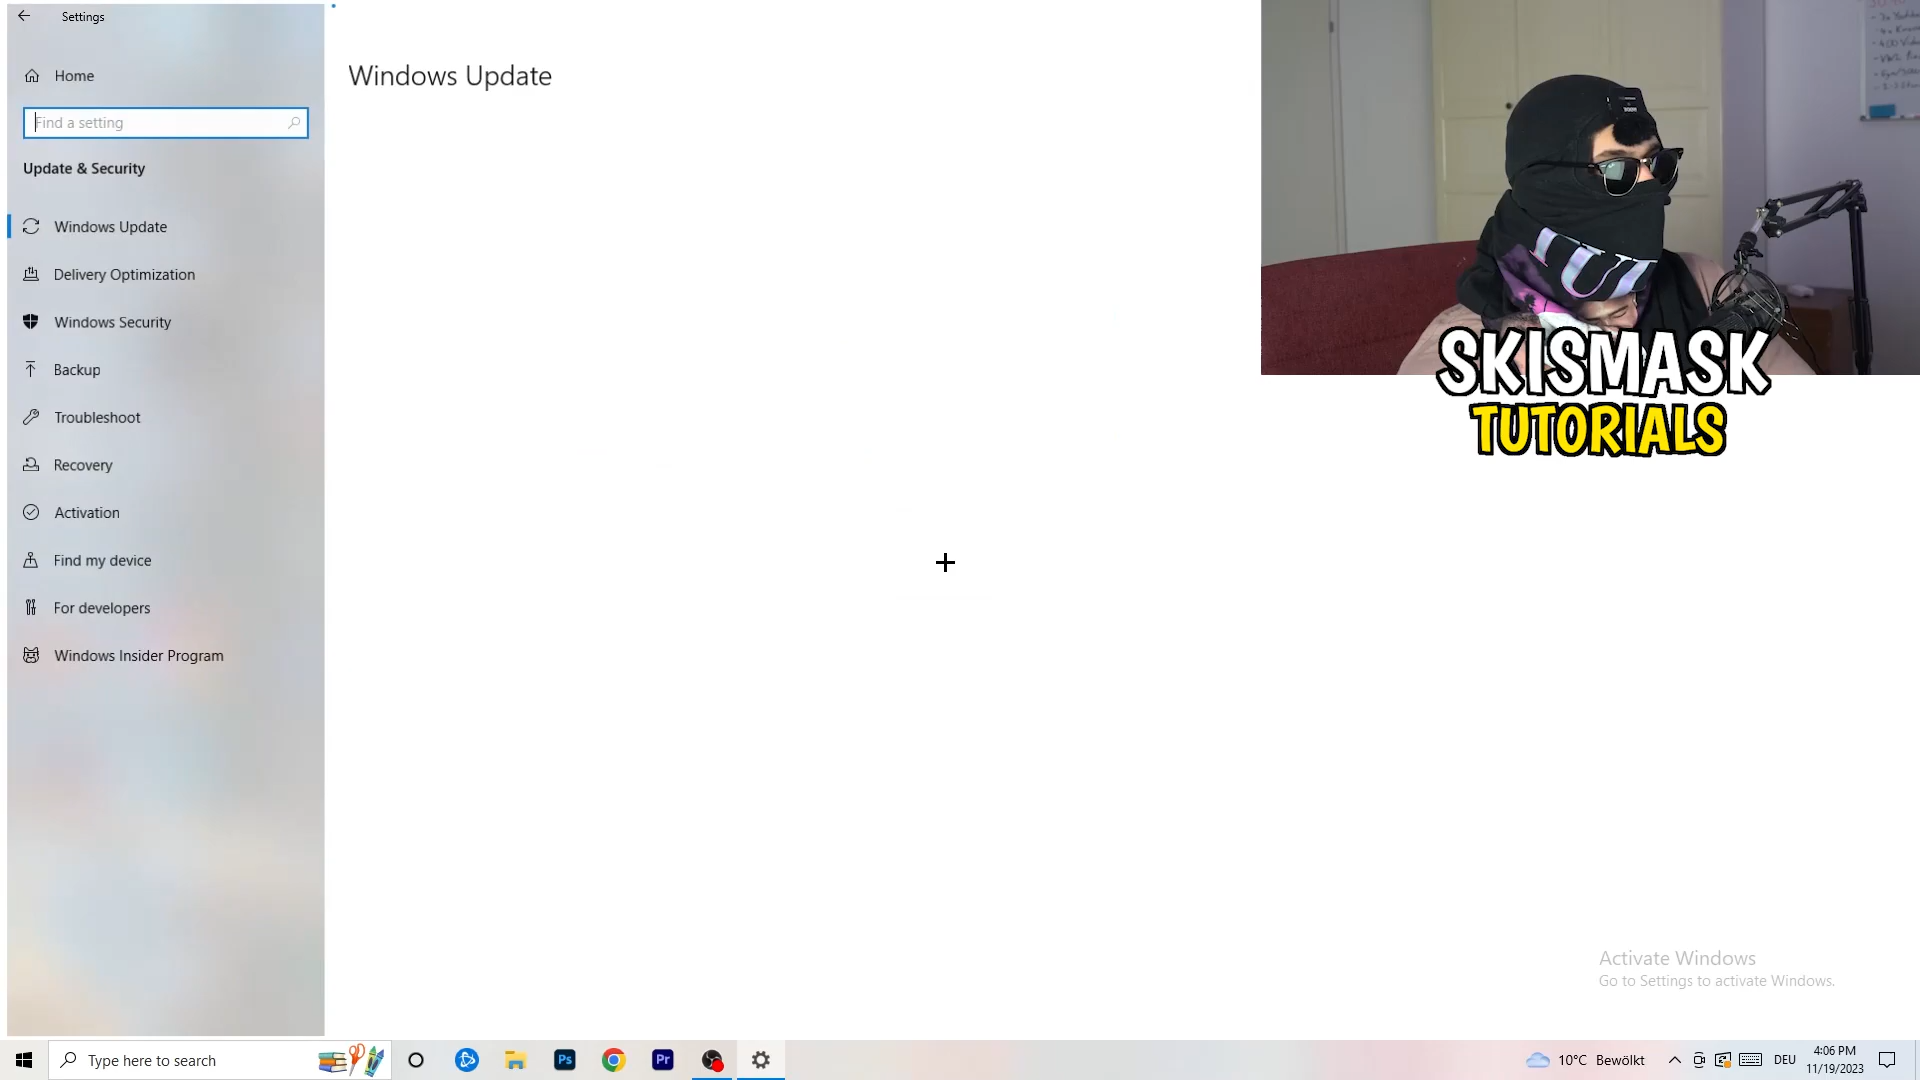 Settings
Home
Find a setting
Update & Security
Windows Update
Delivery Optimization
Windows Security
Backup
Troubleshoot
Recovery
Activation
Find my device
For developers
Windows Insider Program
Windows Update
SKISMASK
TUTORIALS
Activate Windows
Go to Settings to activate Windows.
Type here to search
Ps
Pr
10°C Bewölkt
DEU
4:06 PM
11/19/2023